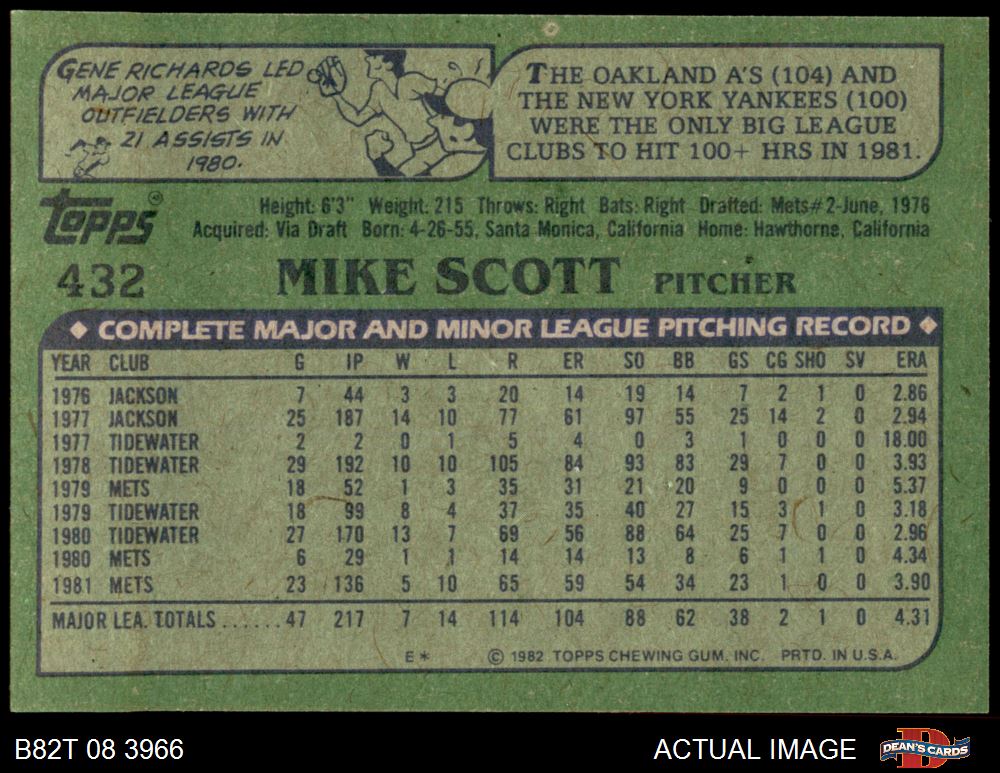 GENE RICHARDS LED
MAJOR LEAGUE
OUTFIELDERS WITH
21 ASSISTS IN
1980.
THE OAKLAND A'S (104) AND
THE NEW YORK YANKEES (100)
WERE THE ONLY BIG LEAGUE
CLUBS TO HIT 100+ HRS IN 1981.
TOPPS®
Height: 6'3" Weight: 215 Throws: Right Bats: Right Drafted: Mets#2-June, 1976
Acquired: Via Draft Born: 4-26-55, Santa Monica, California Home: Hawthorne, California
432 MIKE SCOTT PITCHER
◆ COMPLETE MAJOR AND MINOR LEAGUE PITCHING RECORD ◆
YEAR CLUB G IP W L R ER SO BB GS CG SHO SV ERA
1976 JACKSON 7 44 3 3 20 14 19 14 7 2 1 0 2.86
1977 JACKSON 25 187 14 10 77 61 97 55 25 14 2 0 2.94
1977 TIDEWATER 2 2 0 1 5 4 0 3 1 0 0 0 18.00
1978 TIDEWATER 29 192 10 10 105 84 93 83 29 7 0 0 3.93
1979 METS 18 52 1 3 35 31 21 20 9 0 0 0 5.37
1979 TIDEWATER 18 99 8 4 37 35 40 27 15 3 1 0 3.18
1980 TIDEWATER 27 170 13 7 69 56 88 64 25 7 0 0 2.96
1980 METS 6 29 1 1 14 14 13 8 6 1 1 0 4.34
1981 METS 23 136 5 10 65 59 54 34 23 1 0 0 3.90
MAJOR LEA. TOTALS ...... 47 217 7 14 114 104 88 62 38 2 1 0 4.31
E* © 1982 TOPPS CHEWING GUM, INC. PRTD. IN U.S.A.
B82T 08 3966 ACTUAL IMAGE DEAN'S CARDS